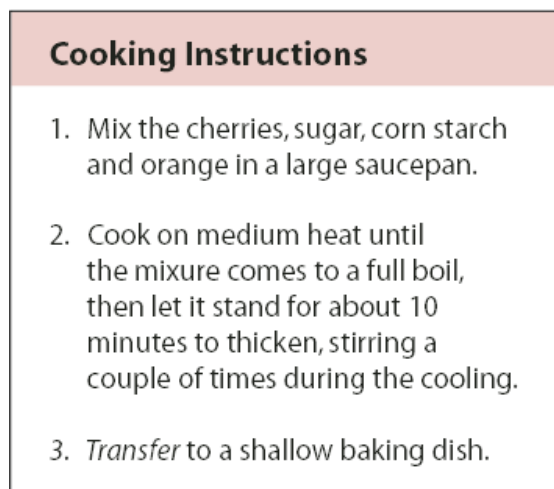 Cooking Instructions
1. Mix the cherries, sugar, corn starch
and orange in a large saucepan.
2. Cook on medium heat until
the mixure comes to a full boil,
then let it stand for about 10
minutes to thicken, stirring a
couple of times during the cooling.
3. Transfer to a shallow baking dish.